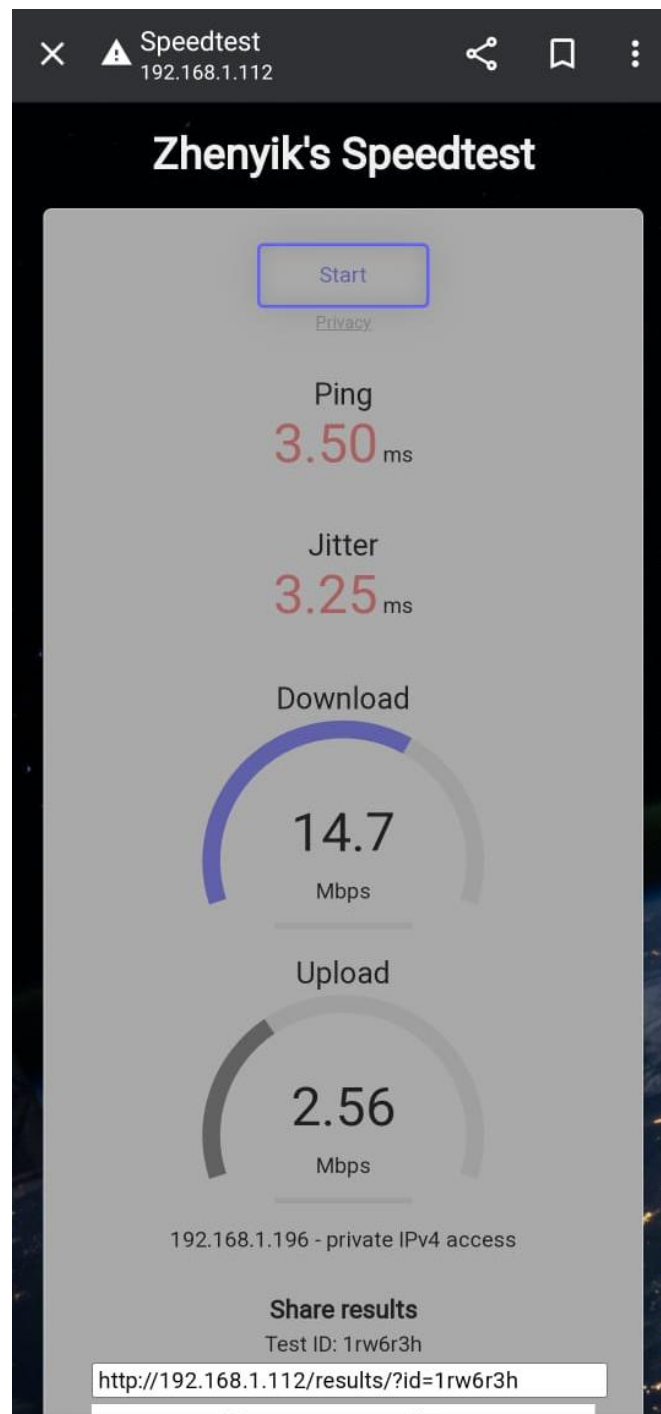 Speedtest
192.168.1.112
Zhenyik's Speedtest
Start
Privacy
Ping
3.50 ms
Jitter
3.25 ms
Download
14.7
Mbps
Upload
2.56
Mbps
192.168.1.196 - private IPv4 access
Share results
Test ID: 1rw6r3h
http://192.168.1.112/results/?id=1rw6r3h